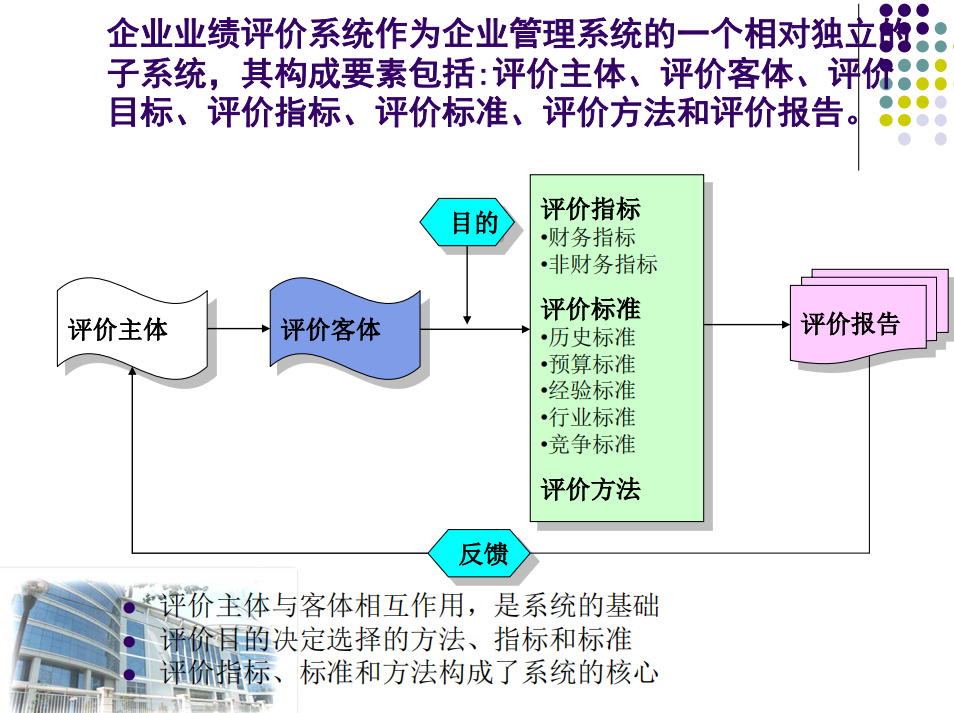 企业业绩评价系统作为企业管理系统的一个相对独立的
子系统，其构成要素包括:评价主体、评价客体、评价
目标、评价指标、评价标准、评价方法和评价报告。
目的
评价主体
评价客体
评价指标
•财务指标
•非财务指标
评价标准
•历史标准
•预算标准
•经验标准
•行业标准
•竞争标准
评价方法
评价报告
反馈
● 评价主体与客体相互作用，是系统的基础
● 评价目的决定选择的方法、指标和标准
● 评价指标、标准和方法构成了系统的核心